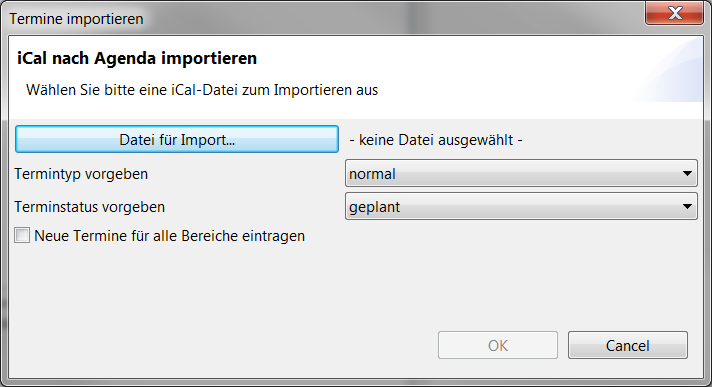 Termine importieren
iCal nach Agenda importieren
Wählen Sie bitte eine iCal-Datei zum Importieren aus
Datei für Import... - keine Datei ausgewählt -
Termintyp vorgeben normal
Terminstatus vorgeben geplant
Neue Termine für alle Bereiche eintragen
OK Cancel